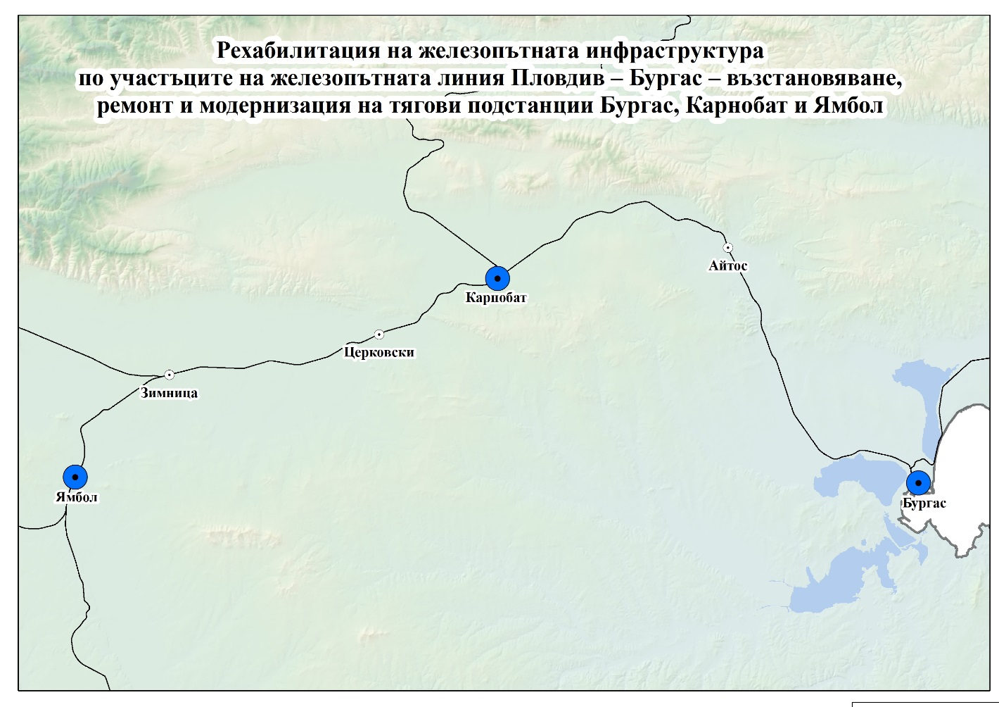 Рехабилитация на железопътната инфраструктура
по участъците на железопътната линия Пловдив – Бургас – възстановяване,
ремонт и модернизация на тягови подстанции Бургас, Карнобат и Ямбол
Айтос
Карнобат
Церковски
Зимница
Ямбол
Бургас